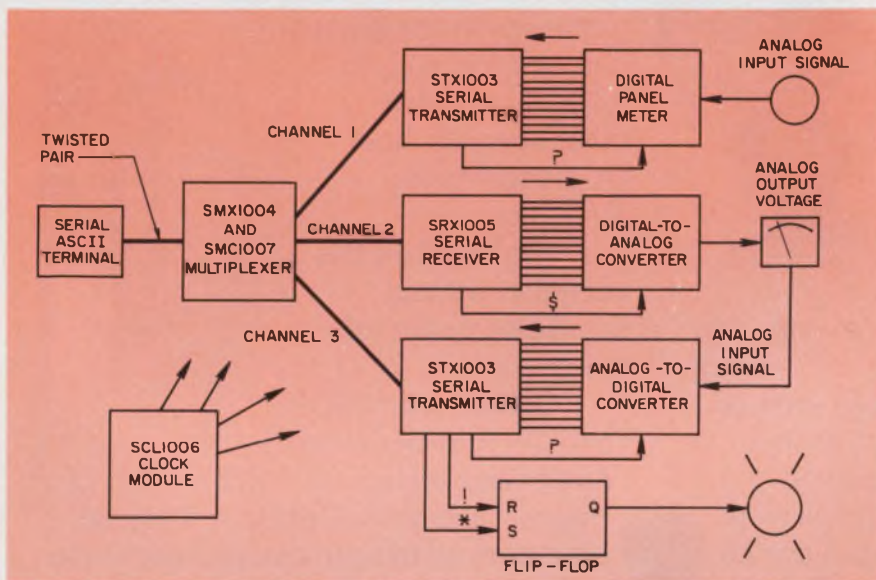 ANALOG
INPUT SIGNAL
STX1003
SERIAL
TRANSMITTER
DIGITAL
PANEL
METER
CHANNEL 1
?
TWISTED
PAIR
ANALOG
OUTPUT
VOLTAGE
SERIAL
ASCII
TERMINAL
SMX1004
AND
SMC1007
MULTIPLEXER
CHANNEL 2
SRX1005
SERIAL
RECEIVER
DIGITAL-TO-
ANALOG
CONVERTER
$
CHANNEL 3
STX1003
SERIAL
TRANSMITTER
ANALOG-TO-
DIGITAL
CONVERTER
ANALOG
INPUT
SIGNAL
?
SCL1006
CLOCK
MODULE
!
*
R Q
S
FLIP-FLOP